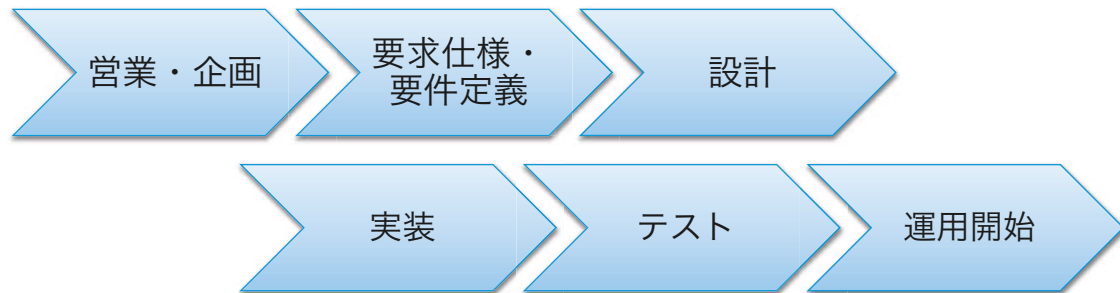 営業・企画
要求仕様・
要件定義
設計
実装
テスト
運用開始